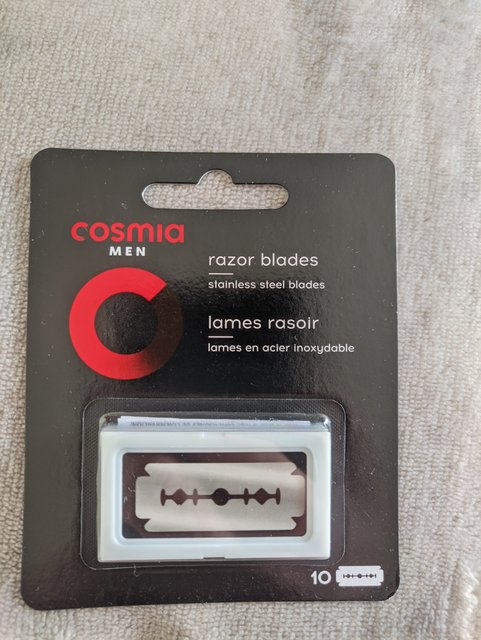 cosmia
MEN
razor blades
stainless steel blades
lames rasoir
lames en acier inoxydable
10